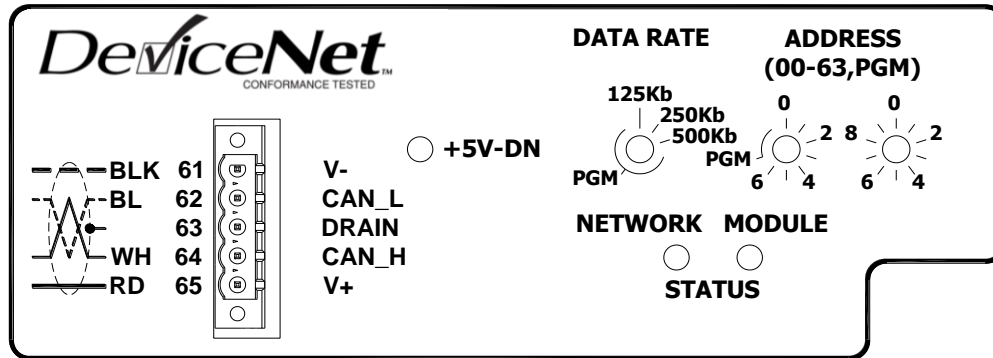 DeviceNet™
CONFORMANCE TESTED
DATA RATE
125Kb
250Kb
500Kb
PGM
ADDRESS
(00-63,PGM)
0
2
4
6
PGM
0
2
4
6
8
+5V-DN
BLK 61 V-
BL 62 CAN_L
63 DRAIN
WH 64 CAN_H
RD 65 V+
NETWORK MODULE
STATUS